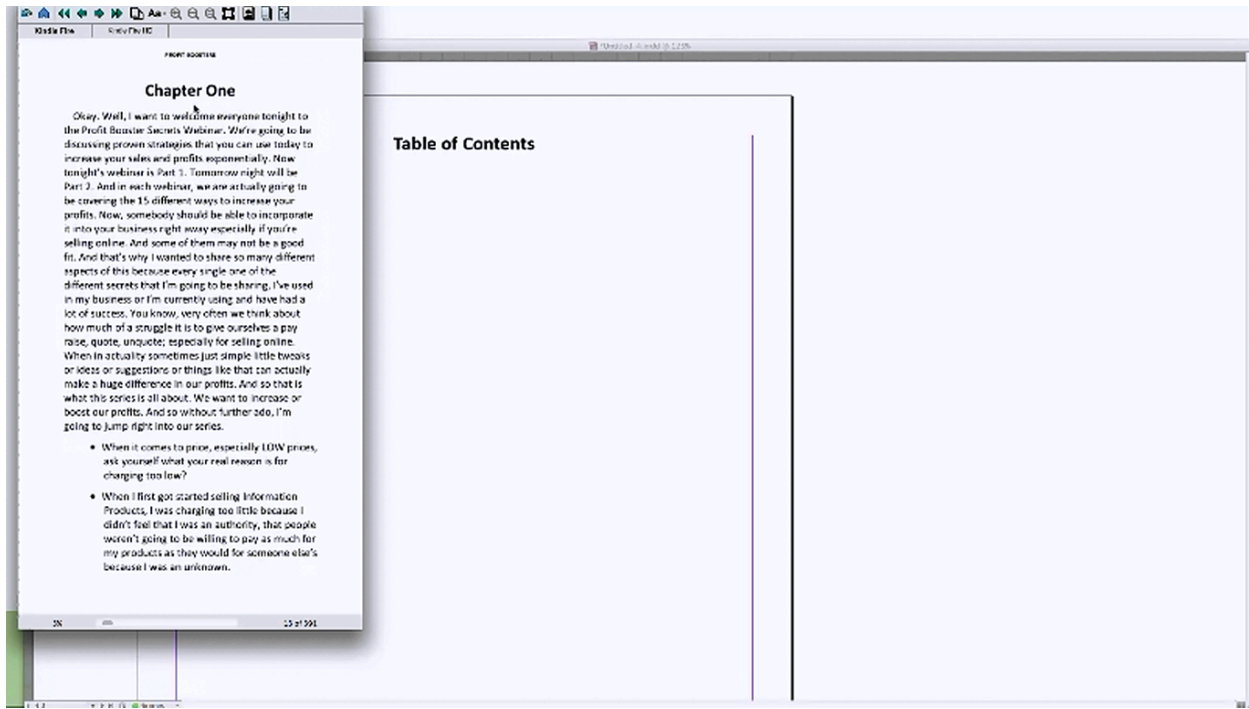 Aa
Kindle Fire
Kindle Fire HD
PROFIT BOOSTERS
Chapter One
Okay. Well, I want to welcome everyone tonight to
the Profit Booster Secrets Webinar. We're going to be
discussing proven strategies that you can use today to
increase your sales and profits exponentially. Now
tonight's webinar is Part 1. Tomorrow night will be
Part 2. And in each webinar, we are actually going to
be covering the 15 different ways to increase your
profits. Now, somebody should be able to incorporate
it into your business right away especially if you're
selling online. And some of them may not be a good
fit. And that's why I wanted to share so many different
aspects of this because every single one of the
different secrets that I'm going to be sharing, I've used
in my business or I'm currently using and have had a
lot of success. You know, very often we think about
how much of a struggle it is to give ourselves a pay
raise, quote, unquote; especially for selling online.
When in actuality sometimes just simple little tweaks
or ideas or suggestions or things like that can actually
make a huge difference in our profits. And so that is
what this series is all about. We want to increase or
boost our profits. And so without further ado, I'm
going to jump right into our series.
• When it comes to price, especially LOW prices,
ask yourself what your real reason is for
charging too low?
• When I first got started selling Information
Products, I was charging too little because I
didn't feel that I was an authority, that people
weren't going to be willing to pay as much for
my products as they would for someone else's
because I was an unknown.
3%
Table of Contents